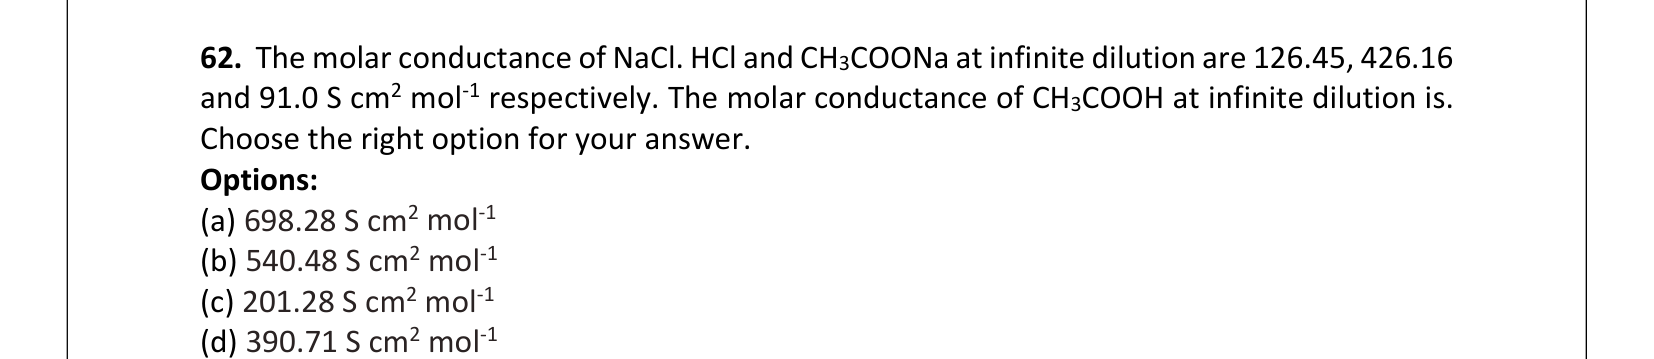 62. The molar conductance of NaCl. HCl and CH₃COONa at infinite dilution are 126.45, 426.16
and 91.0 S cm² mol⁻¹ respectively. The molar conductance of CH₃COOH at infinite dilution is.
Choose the right option for your answer.
Options:
(a) 698.28 S cm² mol⁻¹
(b) 540.48 S cm² mol⁻¹
(c) 201.28 S cm² mol⁻¹
(d) 390.71 S cm² mol⁻¹